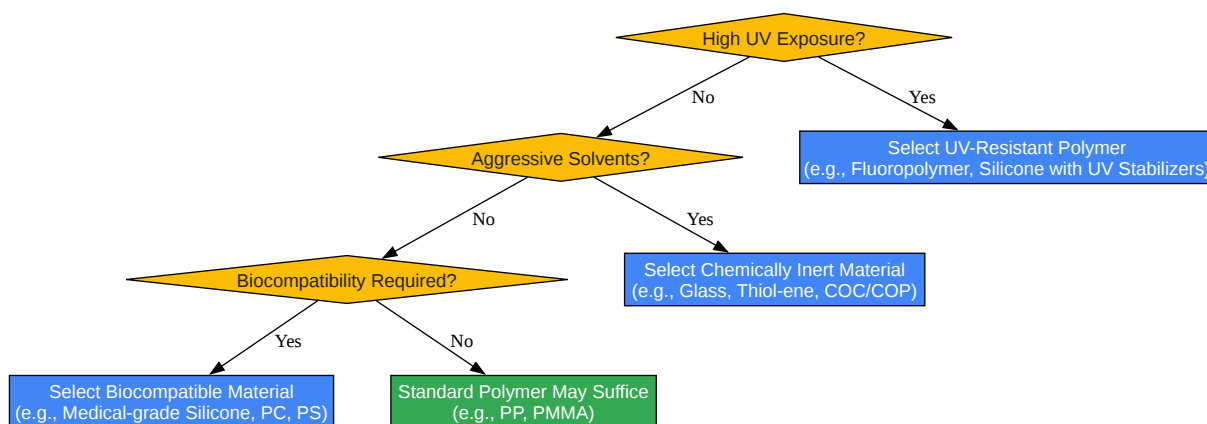 High UV Exposure?
No
Yes
Aggressive Solvents?
Select UV-Resistant Polymer
(e.g., Fluoropolymer, Silicone with UV Stabilizers)
No
Yes
Biocompatibility Required?
Select Chemically Inert Material
(e.g., Glass, Thiol-ene, COC/COP)
Yes
No
Select Biocompatible Material
(e.g., Medical-grade Silicone, PC, PS)
Standard Polymer May Suffice
(e.g., PP, PMMA)